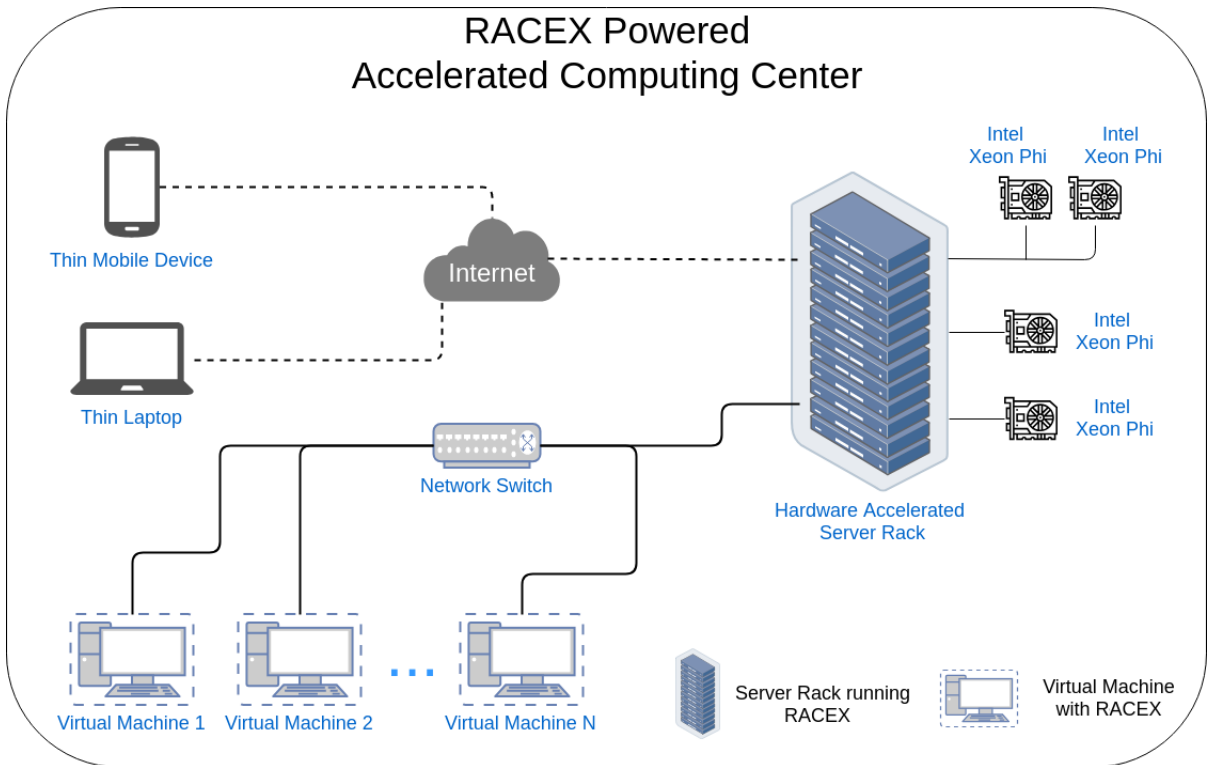 RACEX Powered
Accelerated Computing Center
Intel
Xeon Phi
Intel
Xeon Phi
Thin Mobile Device
Internet
Intel
Xeon Phi
Thin Laptop
Intel
Xeon Phi
Network Switch
Hardware Accelerated
Server Rack
Virtual Machine 1
Virtual Machine 2
...
Virtual Machine N
Server Rack running
RACEX
Virtual Machine
with RACEX